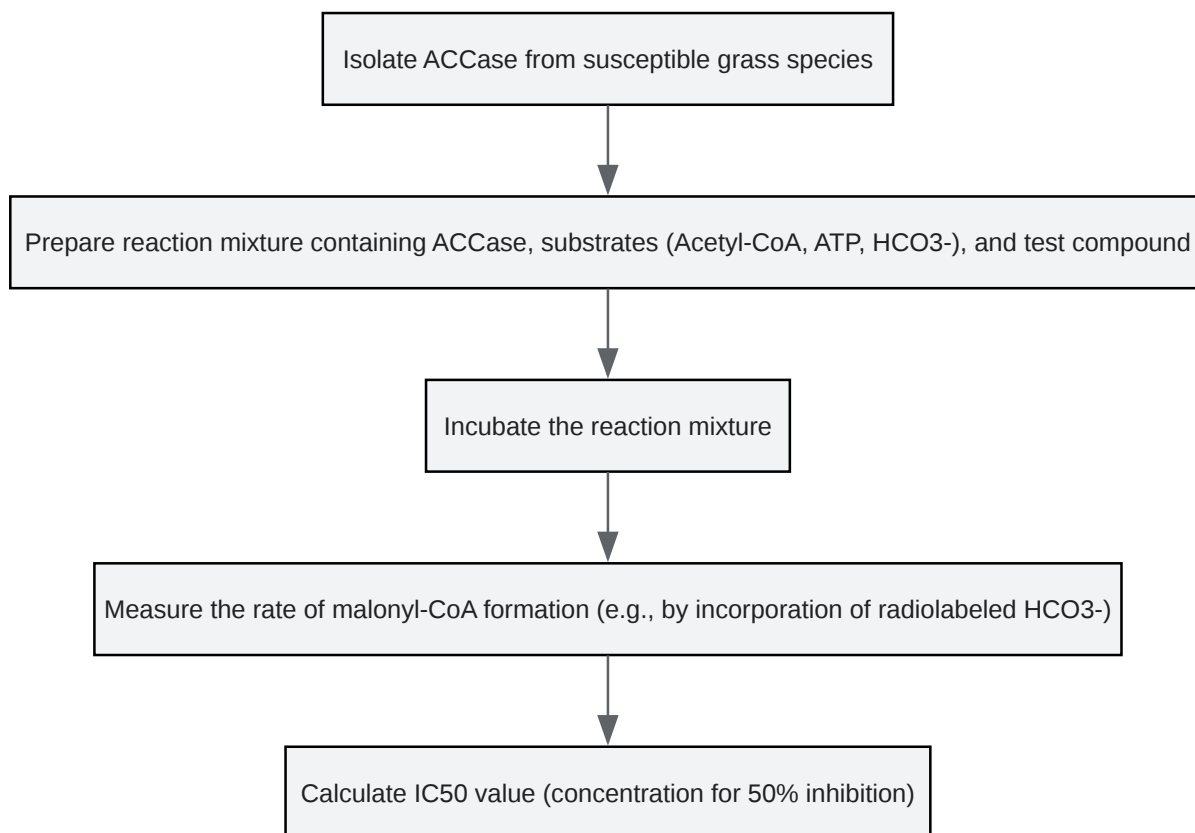 Isolate ACCase from susceptible grass species
Prepare reaction mixture containing ACCase, substrates (Acetyl-CoA, ATP, HCO3-), and test compound
Incubate the reaction mixture
Measure the rate of malonyl-CoA formation (e.g., by incorporation of radiolabeled HCO3-)
Calculate IC50 value (concentration for 50% inhibition)